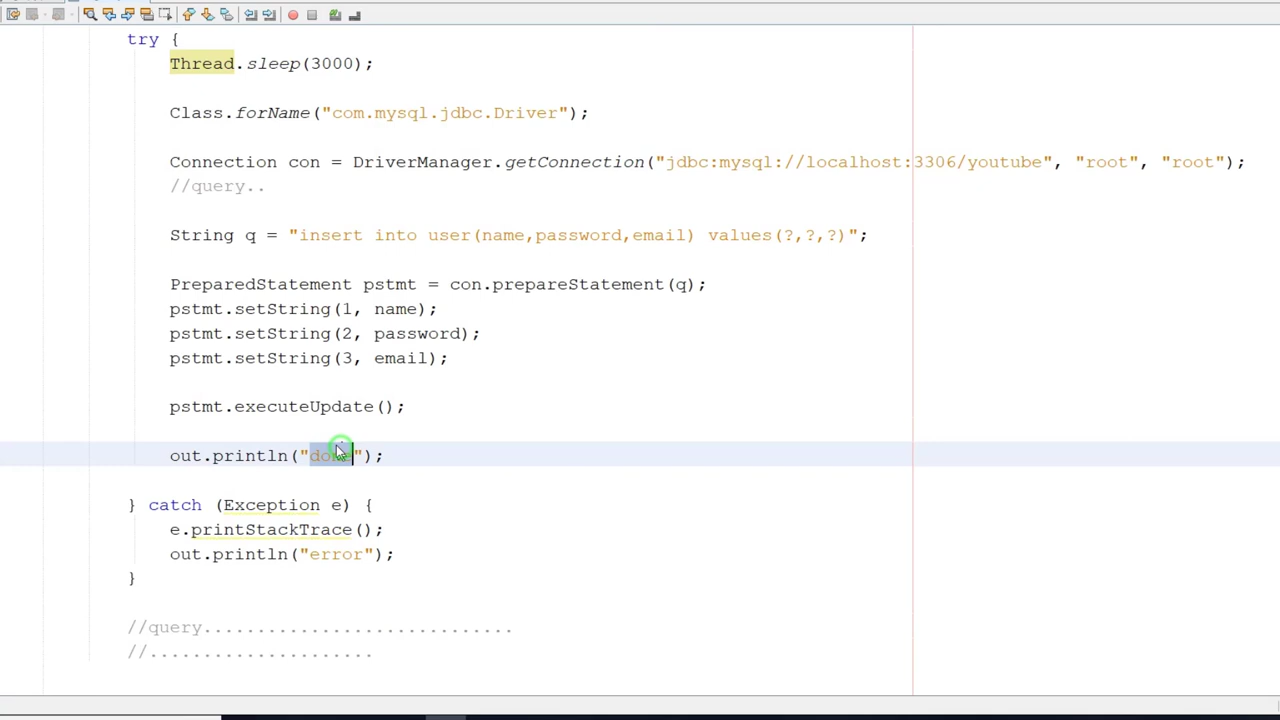 try {
Thread.sleep(3000);
Class.forName("com.mysql.jdbc.Driver");
Connection con = DriverManager.getConnection("jdbc:mysql://localhost:3306/youtube", "root", "root");
//query..
String q = "insert into user(name,password,email) values(?,?,?)";
PreparedStatement pstmt = con.prepareStatement(q);
pstmt.setString(1, name);
pstmt.setString(2, password);
pstmt.setString(3, email);
pstmt.executeUpdate();
out.println("done");
} catch (Exception e) {
e.printStackTrace();
out.println("error");
}
//query.............................
//.....................